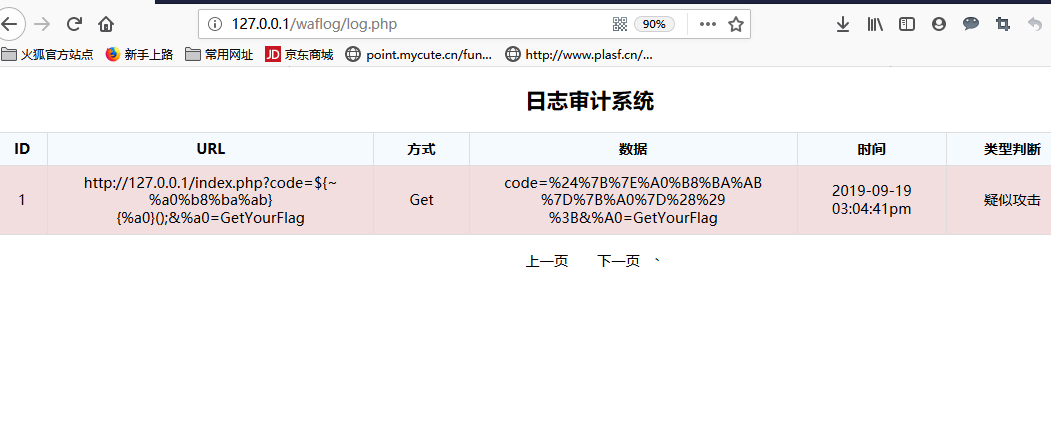 127.0.0.1/waflog/log.php
90%
火狐官方站点 新手上路 常用网址 JD 京东商城 point.mycute.cn/fun... http://www.plasf.cn/...
日志审计系统
ID URL 方式 数据 时间 类型判断
1
http://127.0.0.1/index.php?code=${~
%a0%b8%ba%ab}
{%a0}();&%a0=GetYourFlag
Get
code=%24%7B%7E%A0%B8%BA%AB
%7D%7B%A0%7D%28%29
%3B&%A0=GetYourFlag
2019-09-19
03:04:41pm
疑似攻击
上一页 下一页 、